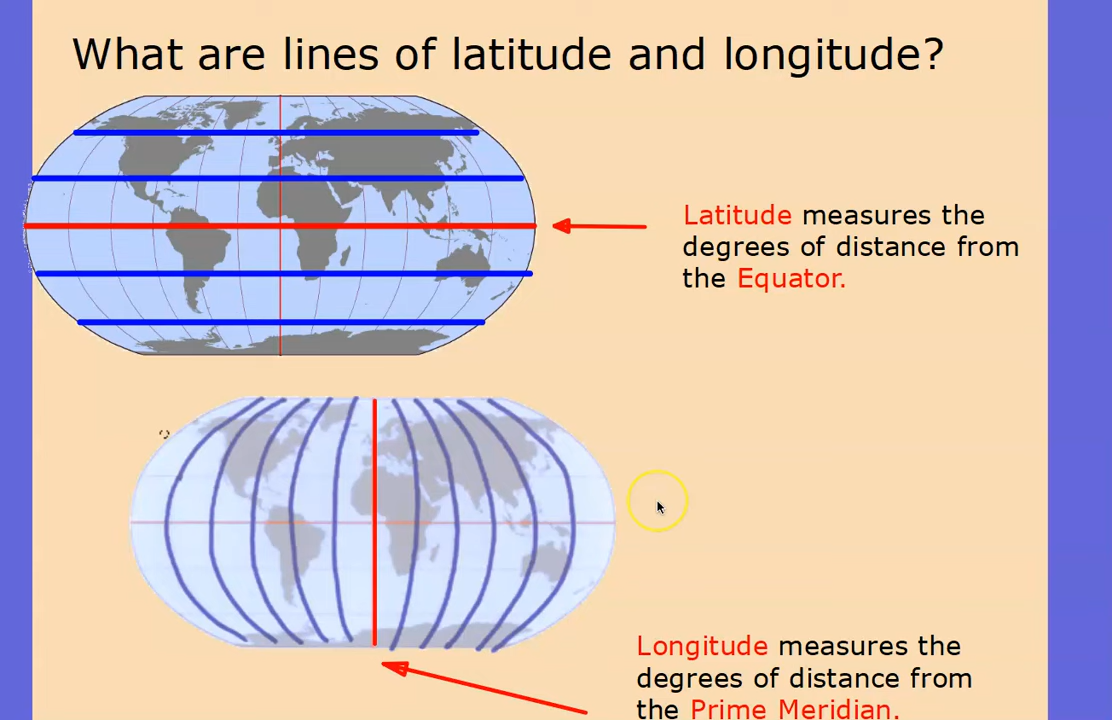 What are lines of latitude and longitude?
Latitude measures the
degrees of distance from
the Equator.
Longitude measures the
degrees of distance from
the Prime Meridian.